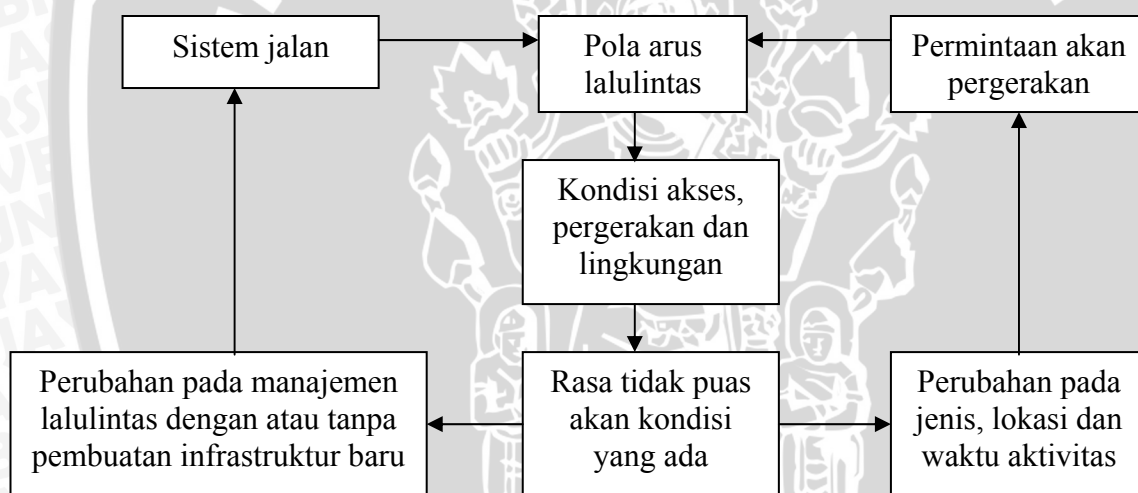 Sistem jalan
Pola arus
lalulintas
Permintaan akan
pergerakan
Kondisi akses,
pergerakan dan
lingkungan
Perubahan pada manajemen
lalulintas dengan atau tanpa
pembuatan infrastruktur baru
Rasa tidak puas
akan kondisi
yang ada
Perubahan pada
jenis, lokasi dan
waktu aktivitas